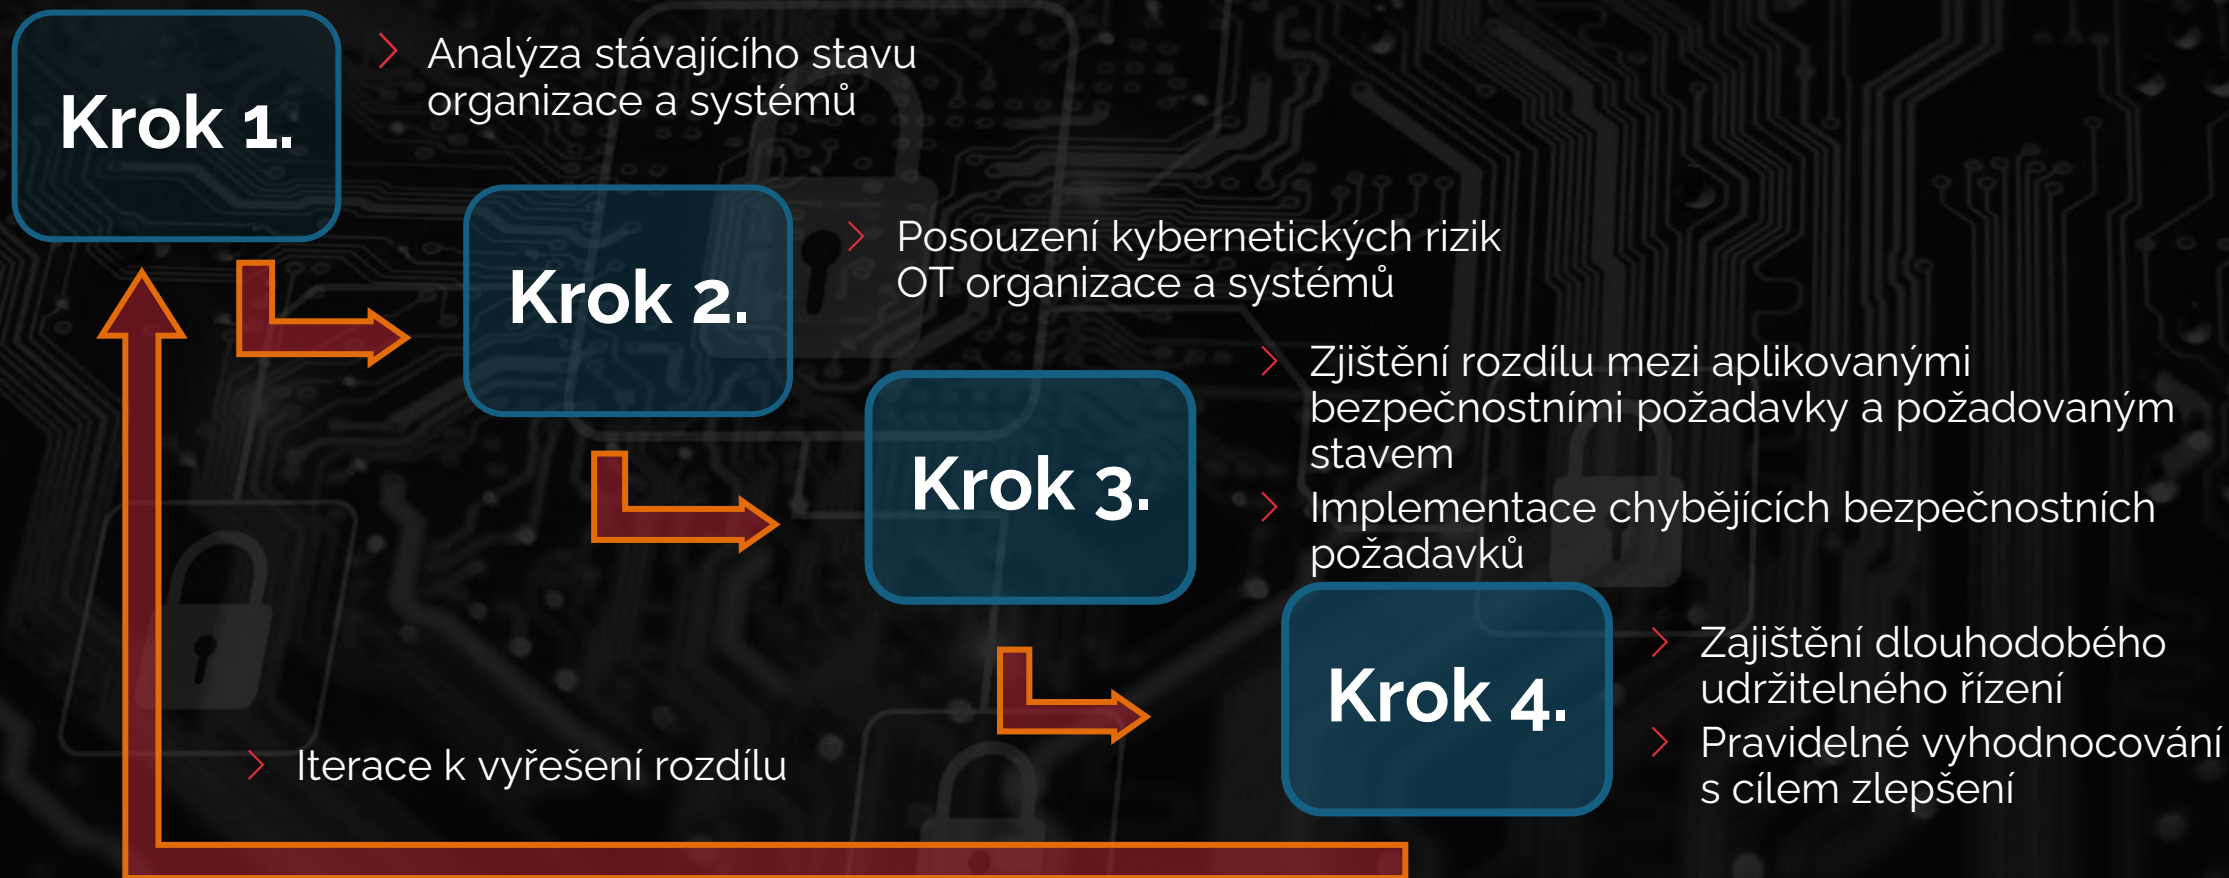 Krok 1.
Analýza stávajícího stavu
organizace a systémů
Krok 2.
Posouzení kybernetických rizik
OT organizace a systémů
Krok 3.
Zjištění rozdílu mezi aplikovanými
bezpečnostními požadavky a požadovaným
stavem
Implementace chybějících bezpečnostních
požadavků
Krok 4.
Zajištění dlouhodobého
udržitelného řízení
Pravidelné vyhodnocování
s cílem zlepšení
Iterace k vyřešení rozdílu